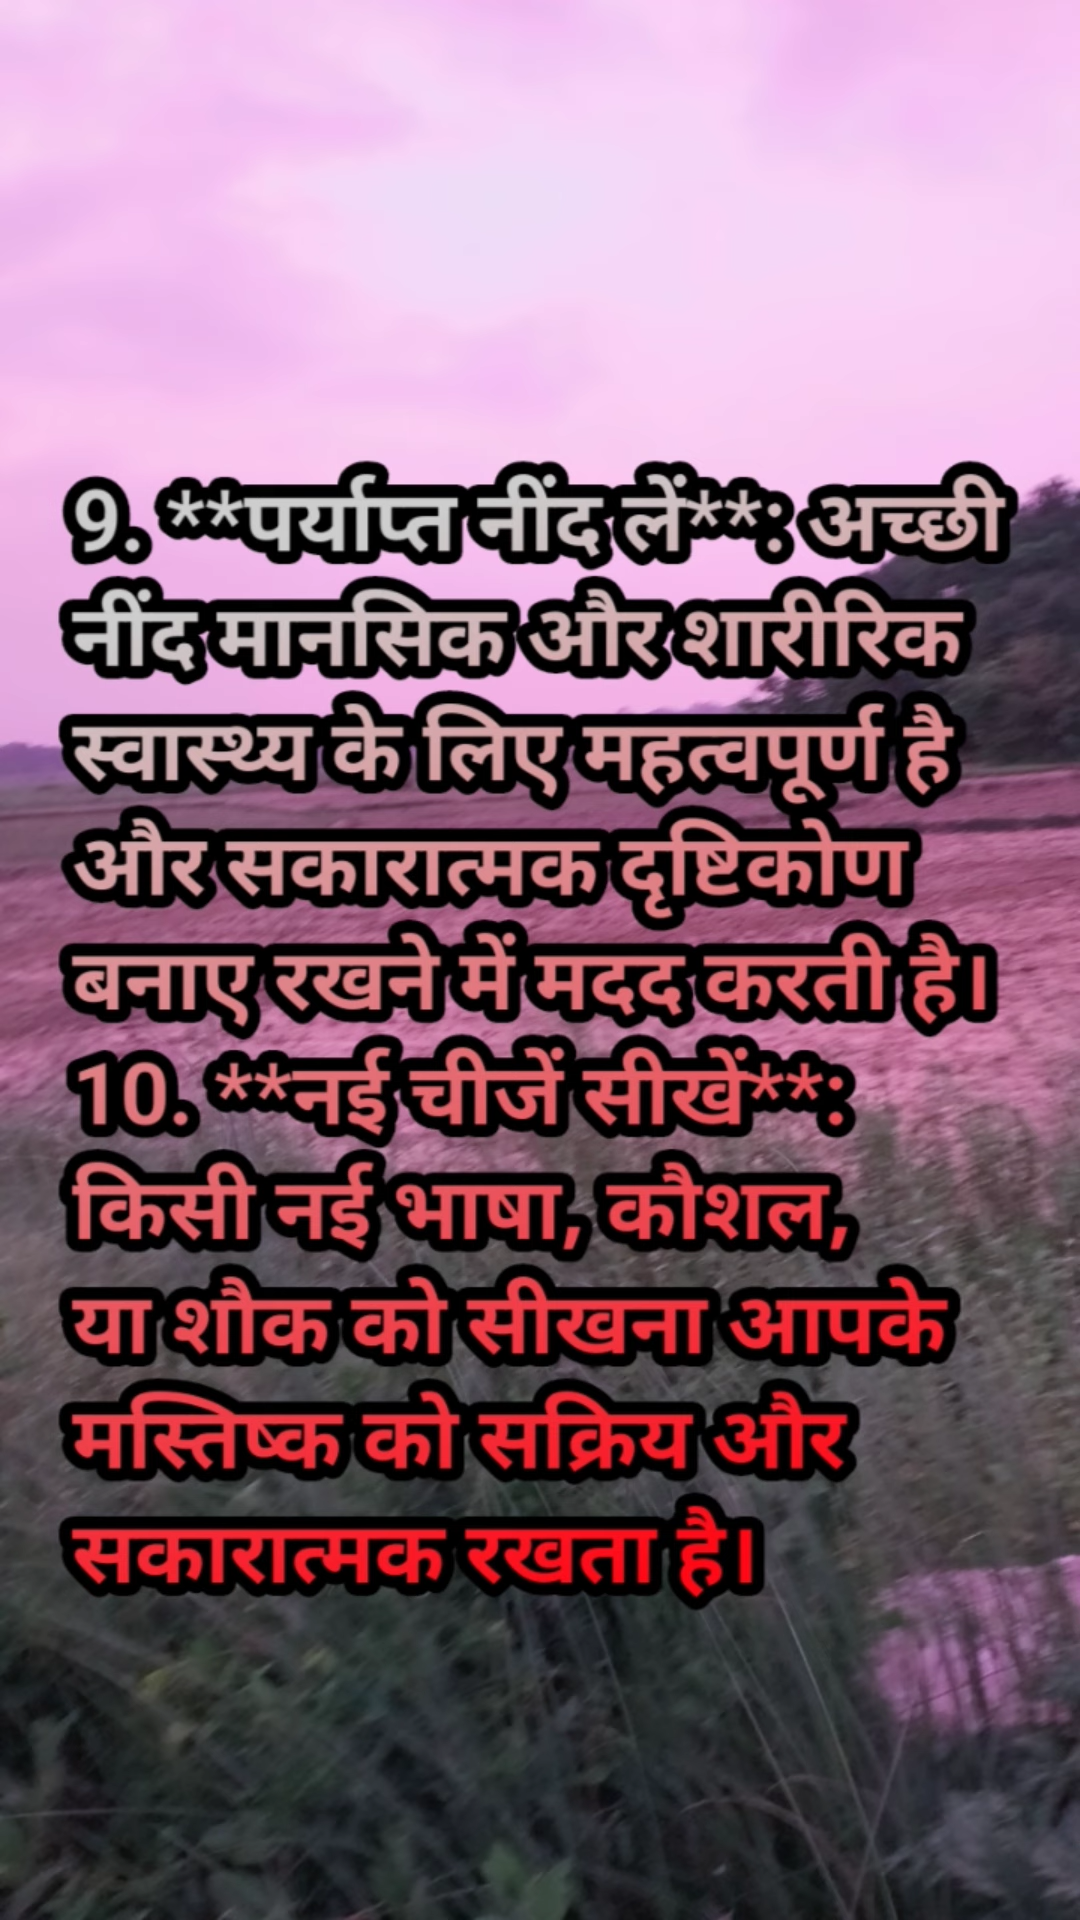 9. **पर्याप्त नींद लें**: अच्छी
नींद मानसिक और शारीरिक
स्वास्थ्य के लिए महत्वपूर्ण है
और सकारात्मक दृष्टिकोण
बनाए रखने में मदद करती है।
10. **नई चीजें सीखें**:
किसी नई भाषा, कौशल,
या शौक को सीखना आपके
मस्तिष्क को सक्रिय और
सकारात्मक रखता है।